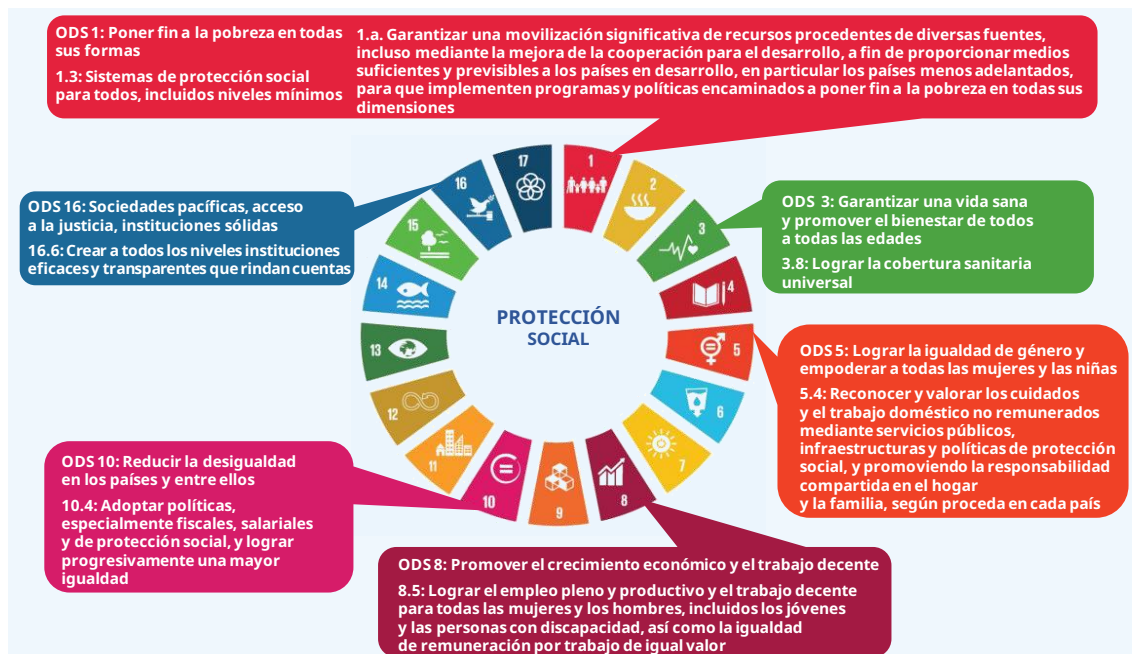 ODS 1: Poner fin a la pobreza en todas
sus formas
1.3: Sistemas de protección social
para todos, incluidos niveles mínimos
1.a. Garantizar una movilización significativa de recursos procedentes de diversas fuentes,
incluso mediante la mejora de la cooperación para el desarrollo, a fin de proporcionar medios
suficientes y previsibles a los países en desarrollo, en particular los países menos adelantados,
para que implementen programas y políticas encaminados a poner fin a la pobreza en todas sus
dimensiones
ODS 16: Sociedades pacíficas, acceso
a la justicia, instituciones sólidas
16.6: Crear a todos los niveles instituciones
eficaces y transparentes que rindan cuentas
ODS 3: Garantizar una vida sana
y promover el bienestar de todos
a todas las edades
3.8: Lograr la cobertura sanitaria
universal
PROTECCIÓN
SOCIAL
1
2
3
4
5
6
7
8
9
10
11
12
13
14
15
16
17
ODS 5: Lograr la igualdad de género y
empoderar a todas las mujeres y las niñas
5.4: Reconocer y valorar los cuidados
y el trabajo doméstico no remunerados
mediante servicios públicos,
infraestructuras y políticas de protección
social, y promoviendo la responsabilidad
compartida en el hogar
y la familia, según proceda en cada país
ODS 10: Reducir la desigualdad
en los países y entre ellos
10.4: Adoptar políticas,
especialmente fiscales, salariales
y de protección social, y lograr
progresivamente una mayor
igualdad
ODS 8: Promover el crecimiento económico y el trabajo decente
8.5: Lograr el empleo pleno y productivo y el trabajo decente
para todas las mujeres y los hombres, incluidos los jóvenes
y las personas con discapacidad, así como la igualdad
de remuneración por trabajo de igual valor